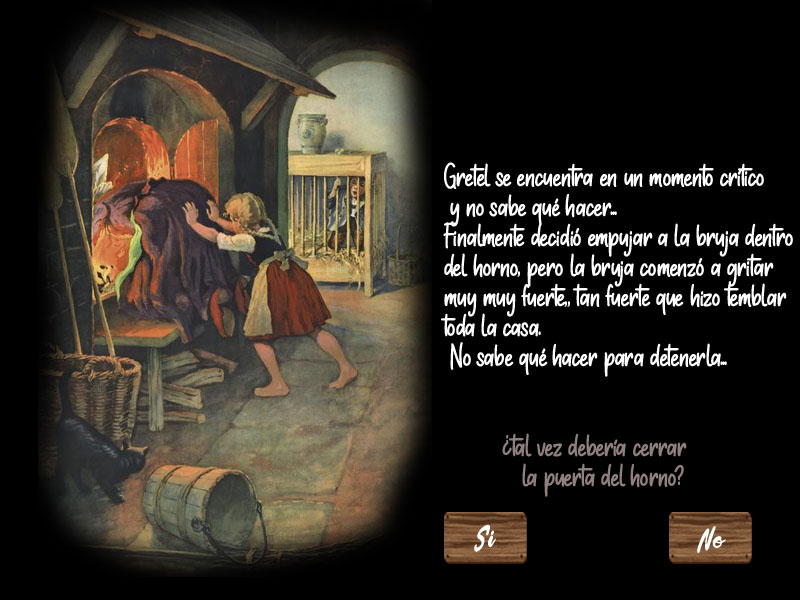 Gretel se encuentra en un momento crítico
y no sabe qué hacer...
Finalmente decidió empujar a la bruja dentro
del horno, pero la bruja comenzó a gritar
muy muy fuerte,, tan fuerte que hizo temblar
toda la casa.
No sabe qué hacer para detenerla...
¿tal vez debería cerrar
la puerta del horno?
Si
No